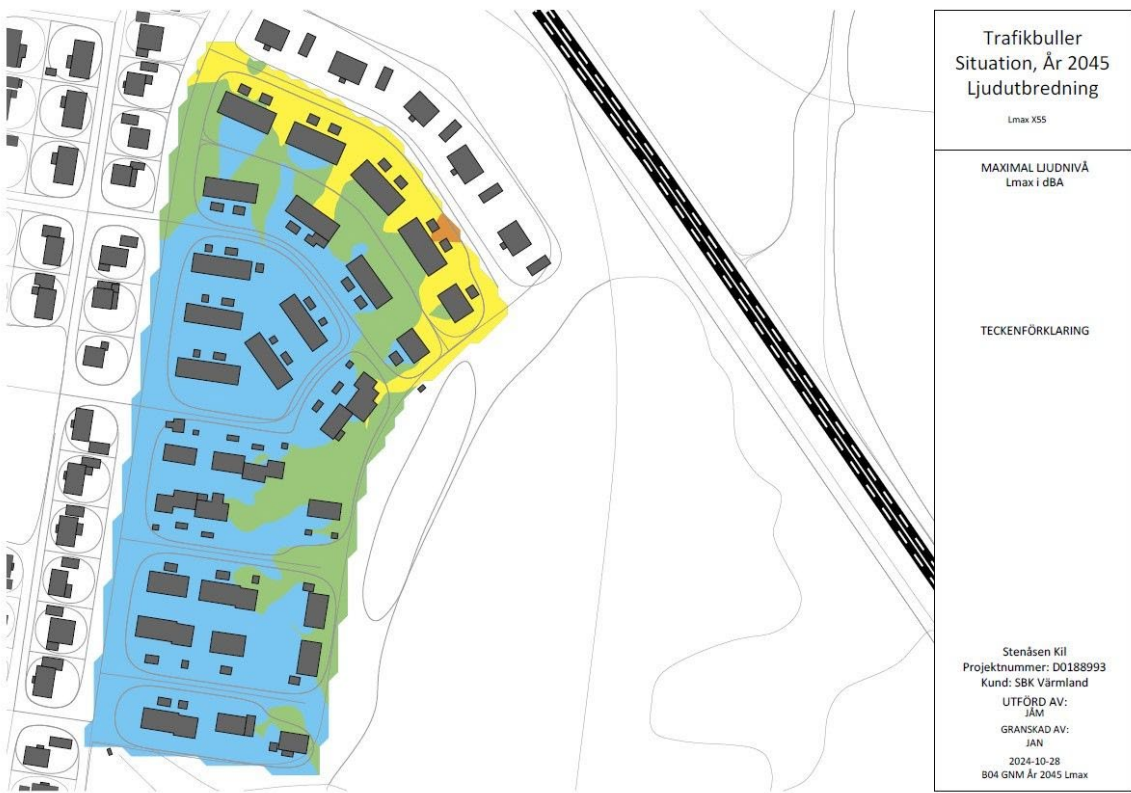 Trafikbuller
Situation, År 2045
Ljudutbredning
Lmax X55
MAXIMAL LJUDNIVÅ
Lmax i dBA
TECKENFÖRKLARING
Stenåsen Kil
Projektnummer: D0188993
Kund: SBK Värmland
UTFÖRD AV:
JÅM
GRANSKAD AV:
JAN
2024-10-28
B04 GNM År 2045 Lmax